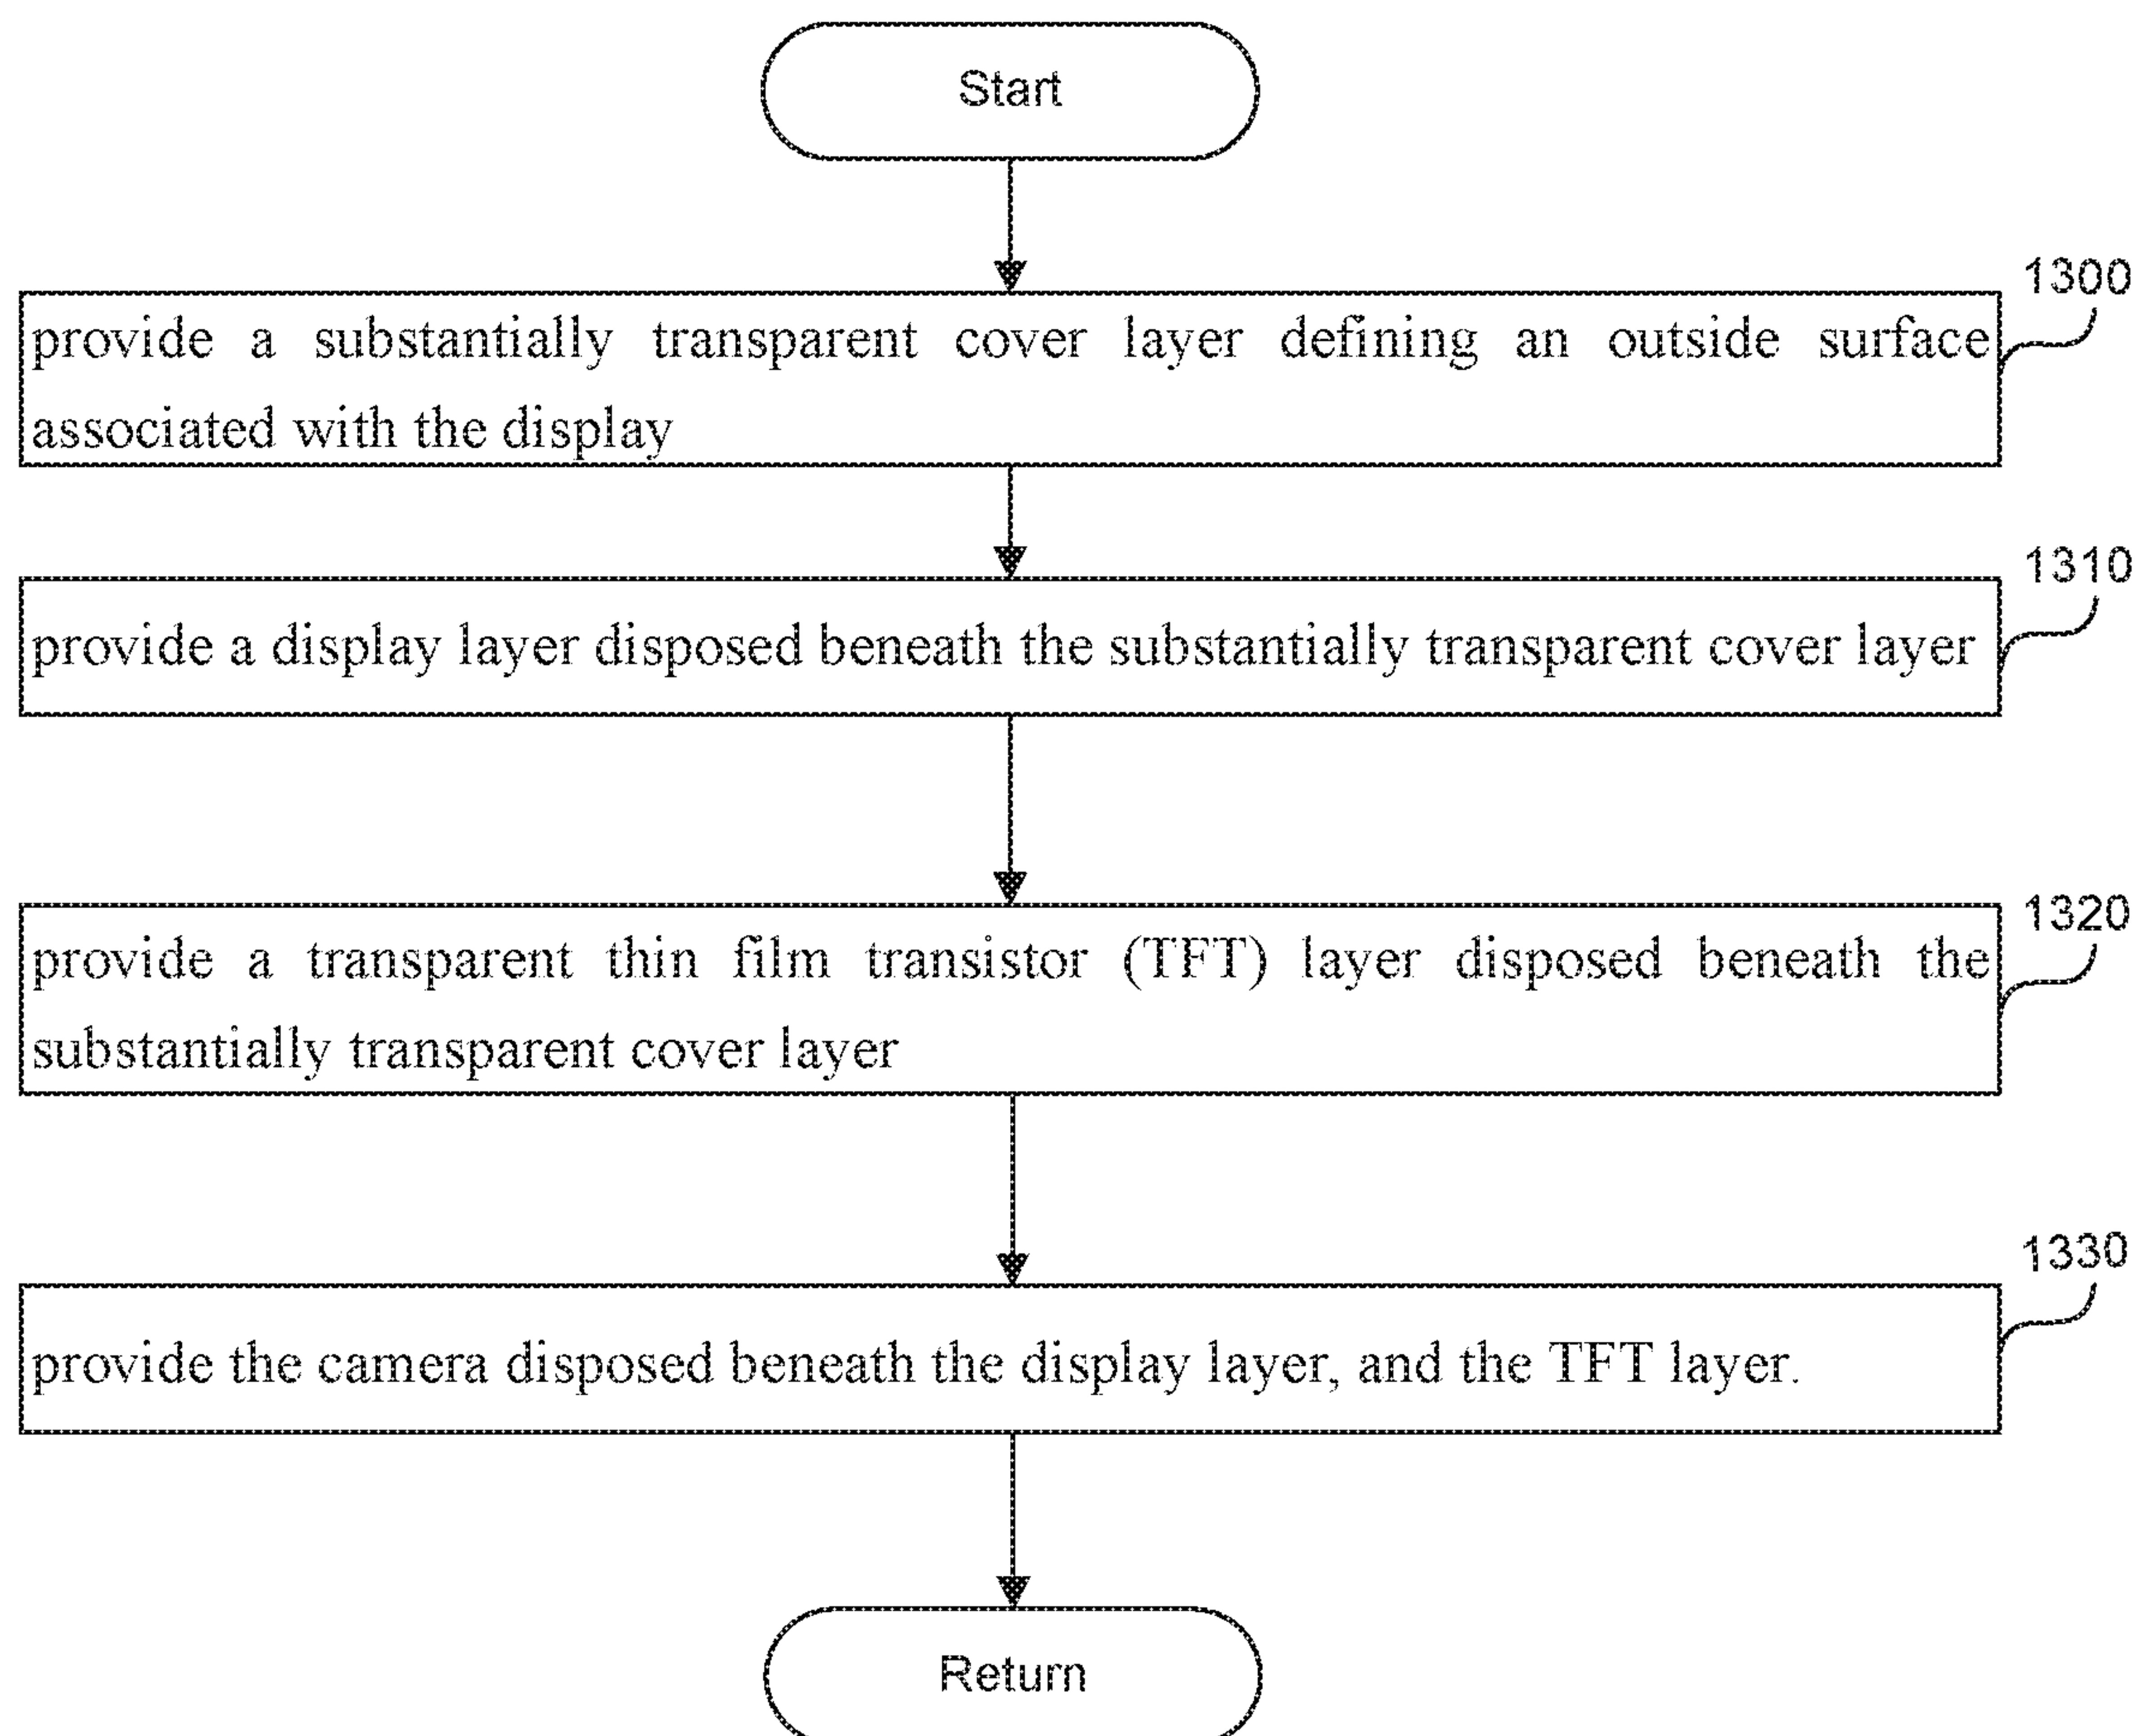 Start
1300
provide a substantially transparent cover layer defining an outside surface
associated with the display
1310
provide a display layer disposed beneath the substantially transparent cover layer
1320
provide a transparent thin film transistor (TFT) layer disposed beneath the
substantially transparent cover layer
1330
provide the camera disposed beneath the display layer, and the TFT layer.
Return